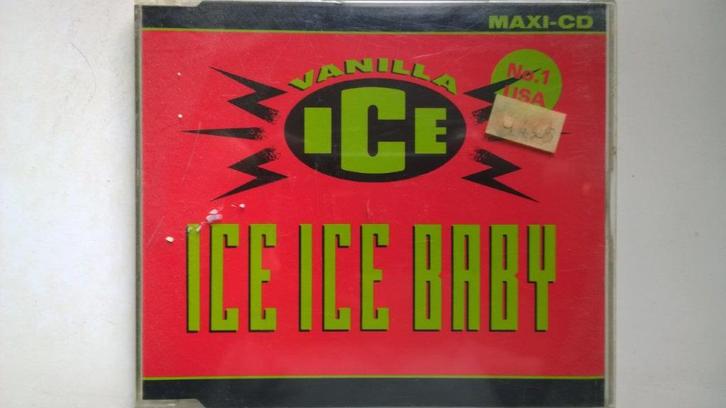 MAXI-CD
VANILLA
ICE
No.1
USA
ICE ICE BABY